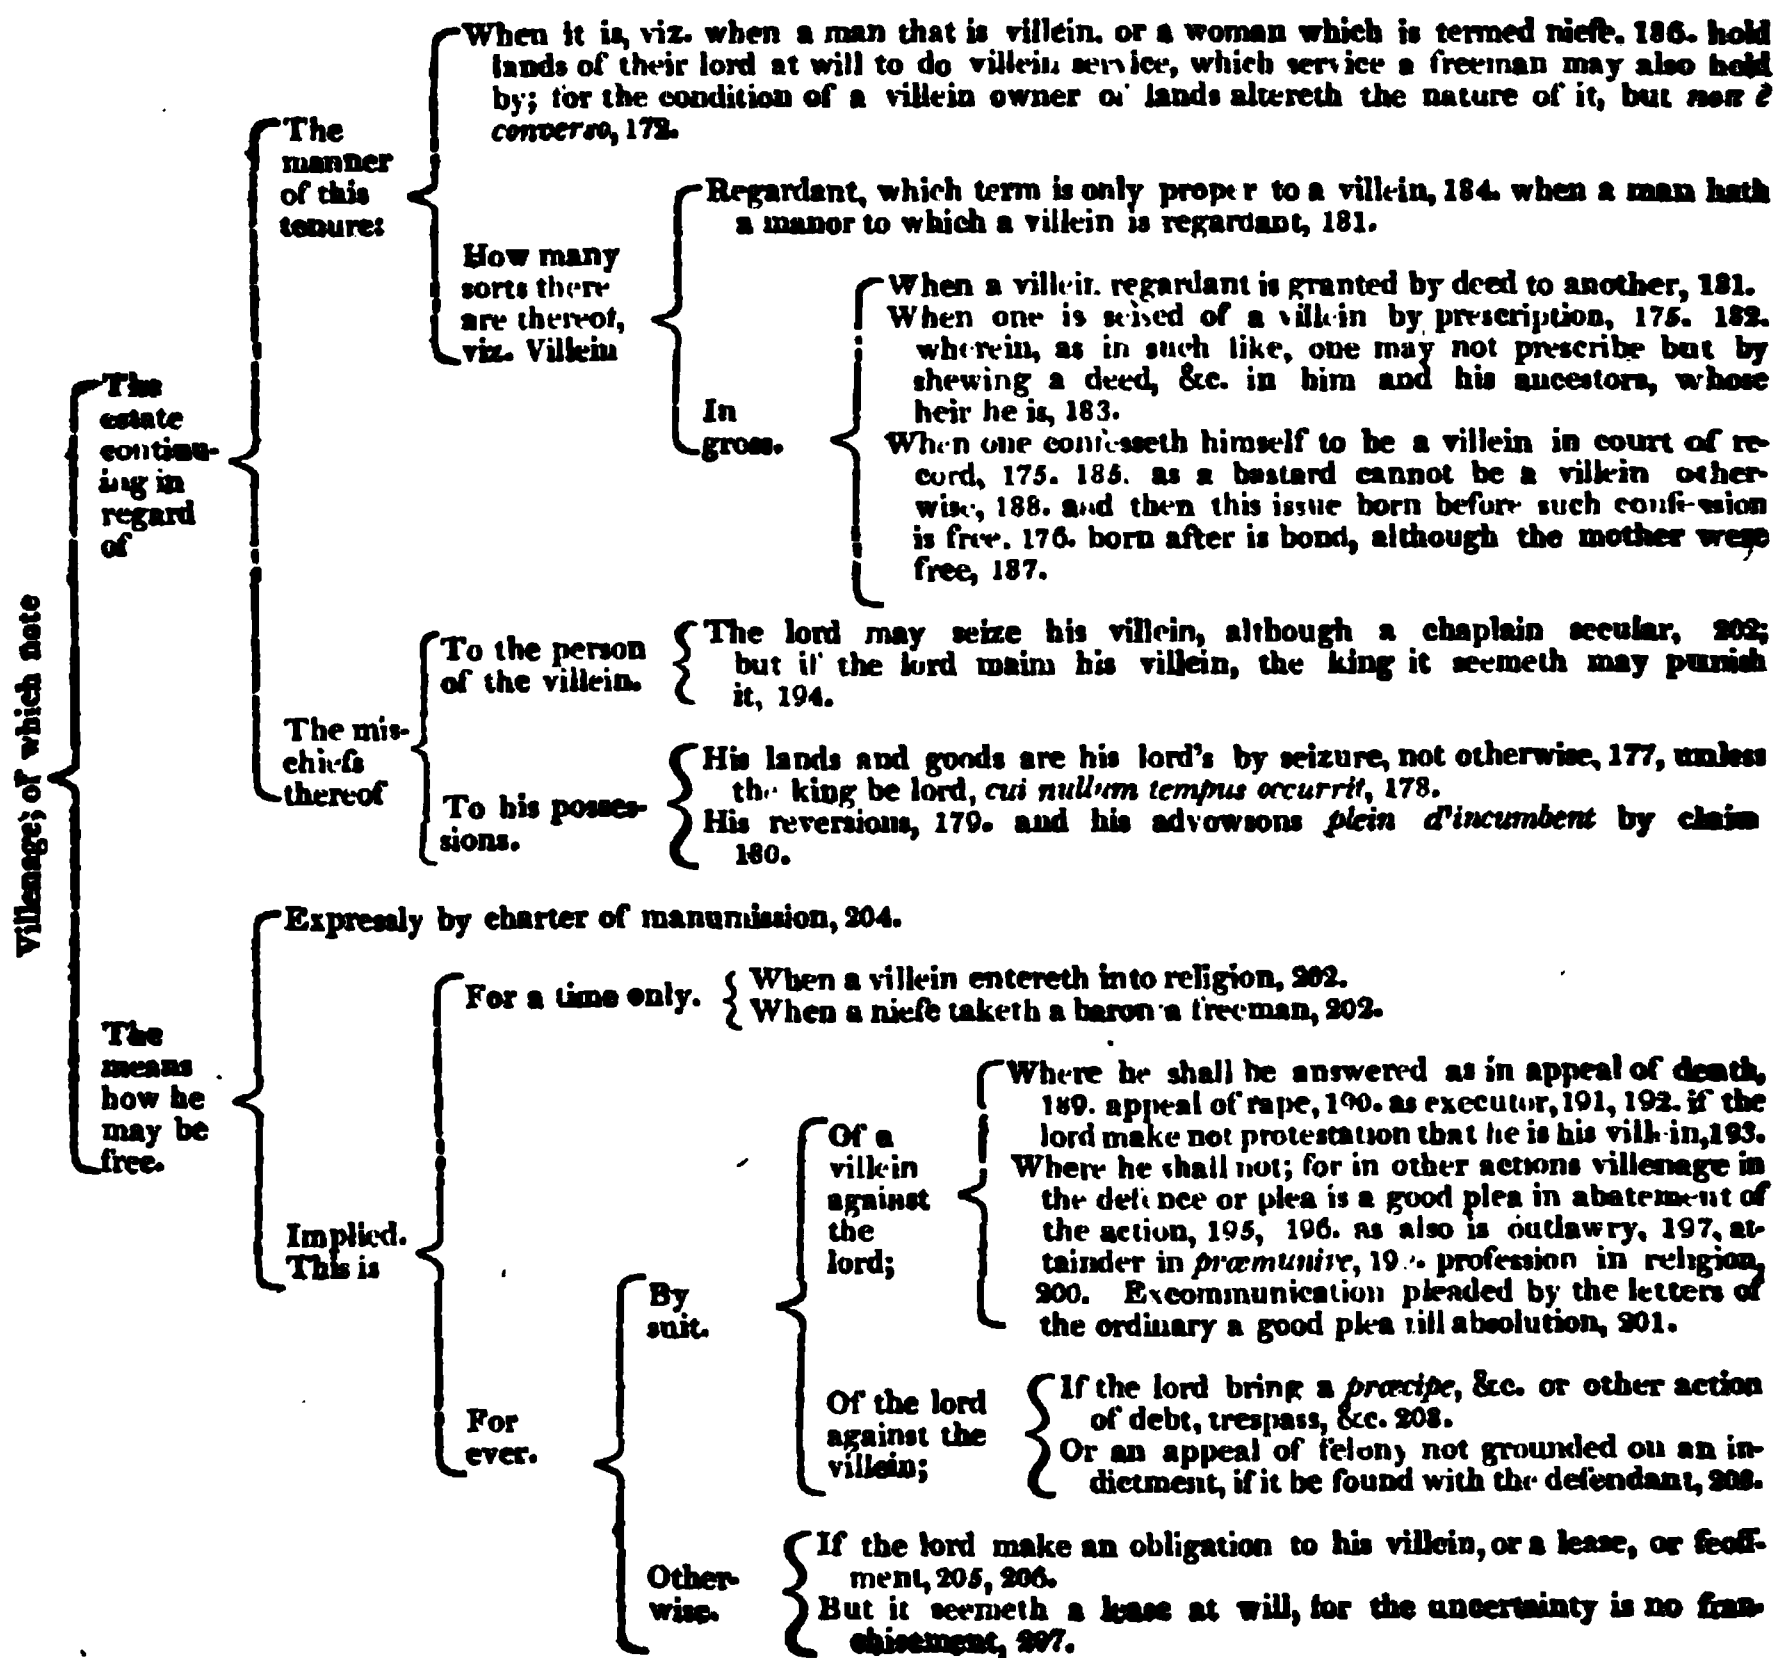 Villenage; of which note
The
estate
continu-
ing in
regard
of
The
manner
of this
tenure:
When it is, viz. when a man that is villein. or a woman which is termed niefe. 186. hold
lands of their lord at will to do villein service, which service a freeman may also hold
by; for the condition of a villein owner of lands altereth the nature of it, but non è
converso, 172.
How many
sorts there
are thereof,
viz. Villein
Regardant, which term is only proper to a villein, 184. when a man hath
a manor to which a villein is regardant, 181.
In
gross.
When a villein regardant is granted by deed to another, 181.
When one is seised of a villein by prescription, 175. 182.
wherein, as in such like, one may not prescribe but by
shewing a deed, &c. in him and his ancestors, whose
heir he is, 183.
When one confesseth himself to be a villein in court of re-
cord, 175. 185. as a bastard cannot be a villein other-
wise, 188. and then this issue born before such confession
is free. 176. born after is bond, although the mother were
free, 187.
The mis-
chiefs
thereof
To the person
of the villein.
The lord may seize his villein, although a chaplain secular, 202;
but if the lord maim his villein, the king it seemeth may punish
it, 194.
To his posses-
sions.
His lands and goods are his lord's by seizure, not otherwise, 177, unless
the king be lord, cui nullum tempus occurrit, 178.
His reversions, 179. and his advowsons plein d'incumbent by claim
180.
The
means
how he
may be
free.
Expressly by charter of manumission, 204.
Implied.
This is
For a time only.
When a villein entereth into religion, 202.
When a niefe taketh a baron a freeman, 202.
For
ever.
By
suit.
Of a
villein
against
the
lord;
Where he shall be answered as in appeal of death,
189. appeal of rape, 190. as executor, 191, 192. if the
lord make not protestation that he is his villein, 193.
Where he shall not; for in other actions villenage in
the defence or plea is a good plea in abatement of
the action, 195, 196. as also is outlawry, 197, at-
tainder in præmunire, profession in religion,
200. Excommunication pleaded by the letters of
the ordinary a good plea till absolution, 201.
Of the lord
against the
villein;
If the lord bring a præcipe, &c. or other action
of debt, trespass, &c. 208.
Or an appeal of felony not grounded on an in-
dictment, if it be found with the defendant, 208.
Other-
wise.
If the lord make an obligation to his villein, or a lease, or feoff-
ment, 205, 206.
But it seemeth a lease at will, for the uncertainty is no fran-
chisement, 207.